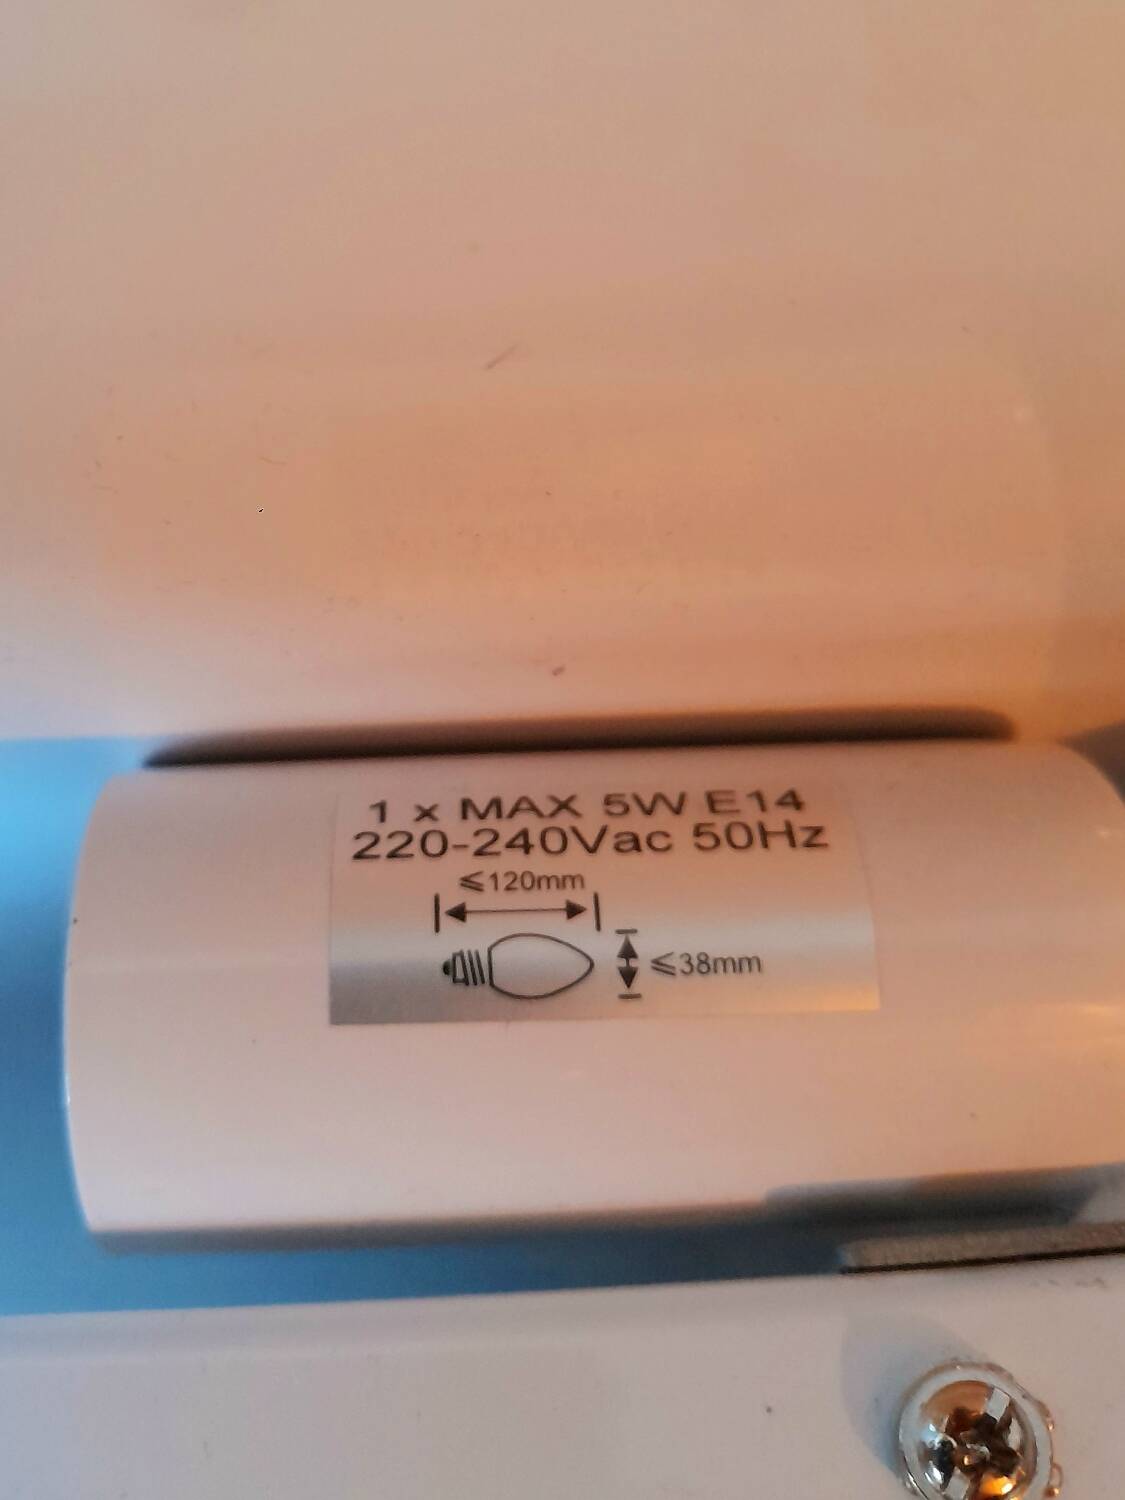 1 x MAX 5W E14
220-240Vac 50Hz
⩽120mm
⩽38mm